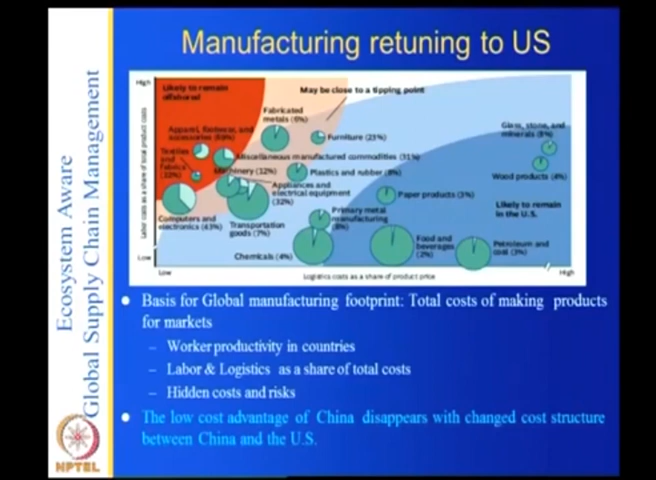 Manufacturing retuning to US
Ecosystem Aware
Global Supply Chain Management
High
Likely to remain
offshored
May be close to a tipping point
Fabricated
metals (6%)
Apparel, footwear, and
accessories
Furniture (23%)
Glass, stone, and
minerals (8%)
Textiles
and
Fabrics
Miscellaneous manufactured commodities (31%)
Machinery (12%)
Plastics and rubber
Wood products (4%)
Appliances and
electrical equipment
(32%)
Paper products (3%)
Labor costs as a share of total product costs
Computers and
electronics (43%)
Transportation
goods (7%)
Primary metal
manufacturing
(8%)
Likely to remain
in the U.S.
Chemicals (4%)
Food and
beverages
(2%)
Petroleum and
coal (3%)
Low
Low
Logistics costs as a share of product price
High
● Basis for Global manufacturing footprint: Total costs of making products
for markets
– Worker productivity in countries
– Labor & Logistics as a share of total costs
– Hidden costs and risks
● The low cost advantage of China disappears with changed cost structure
between China and the U.S.
NPTEL